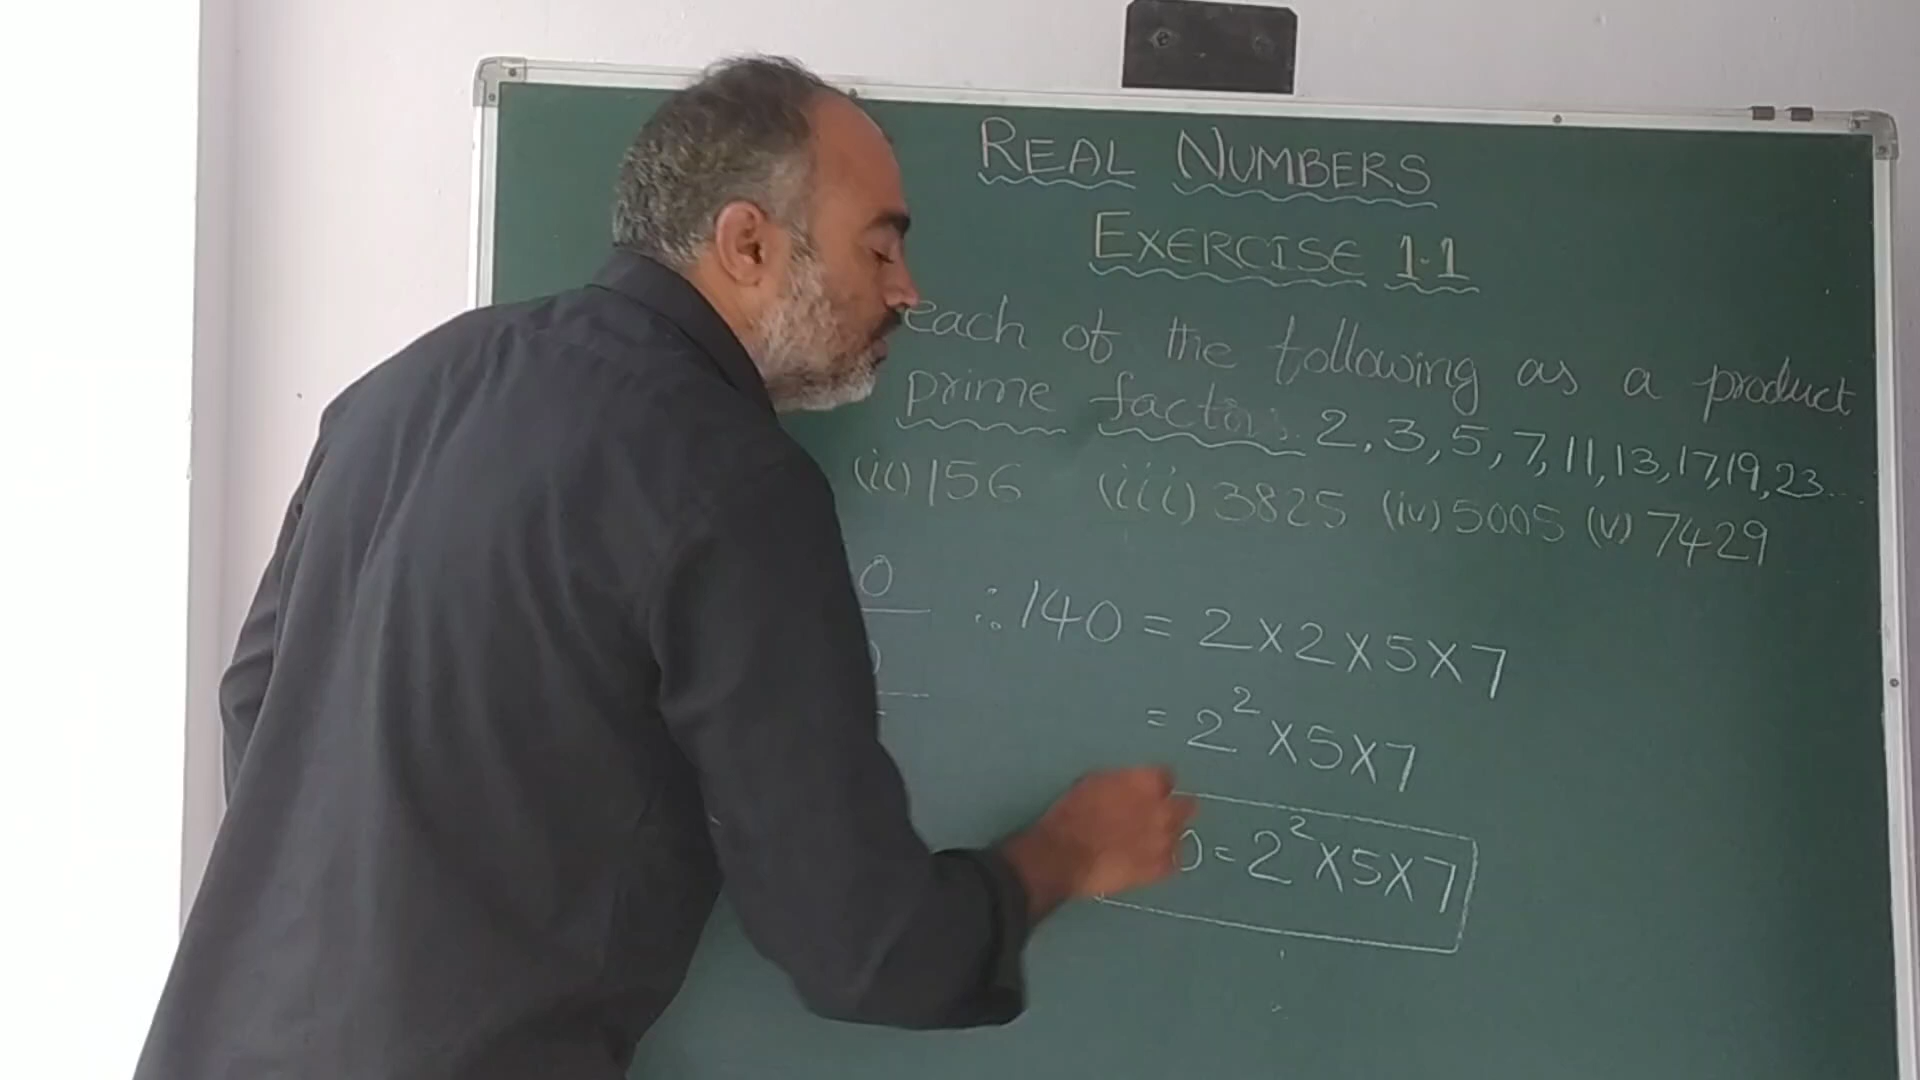 REAL NUMBERS
EXERCISE 1.1
each of the following as a product
prime factors. 2, 3, 5, 7, 11, 13, 17, 19, 23...
(ii) 156 (iii) 3825 (iv) 5005 (v) 7429
0 ∴ 140 = 2×2×5×7
= 2²×5×7
0 = 2²×5×7